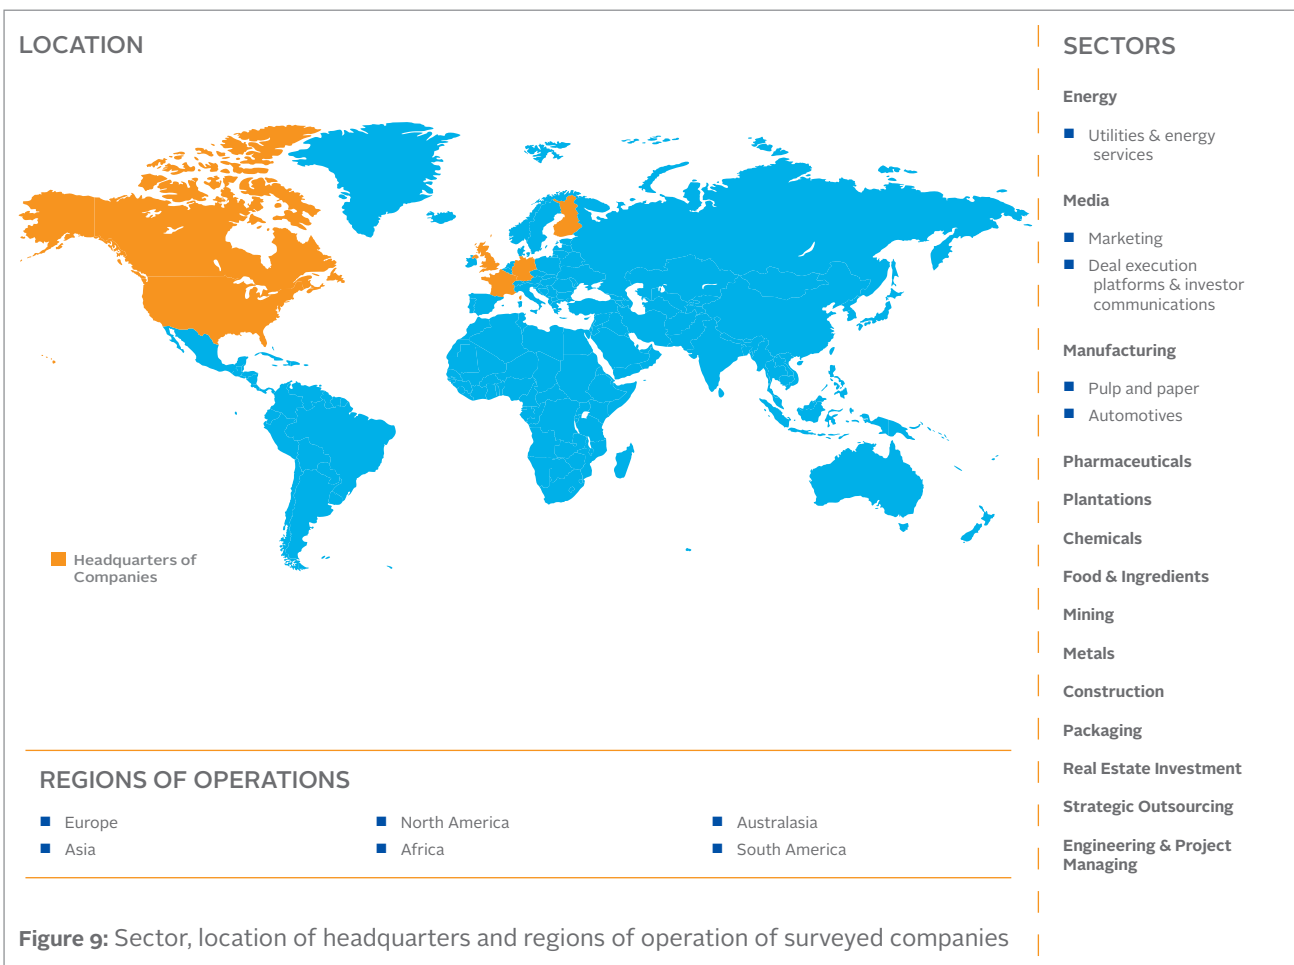 LOCATION
Headquarters of
Companies
REGIONS OF OPERATIONS
Europe
Asia
North America
Africa
Australasia
South America
SECTORS
Energy
Utilities & energy
services
Media
Marketing
Deal execution
platforms & investor
communications
Manufacturing
Pulp and paper
Automotives
Pharmaceuticals
Plantations
Chemicals
Food & Ingredients
Mining
Metals
Construction
Packaging
Real Estate Investment
Strategic Outsourcing
Engineering & Project
Managing
Figure 9: Sector, location of headquarters and regions of operation of surveyed companies